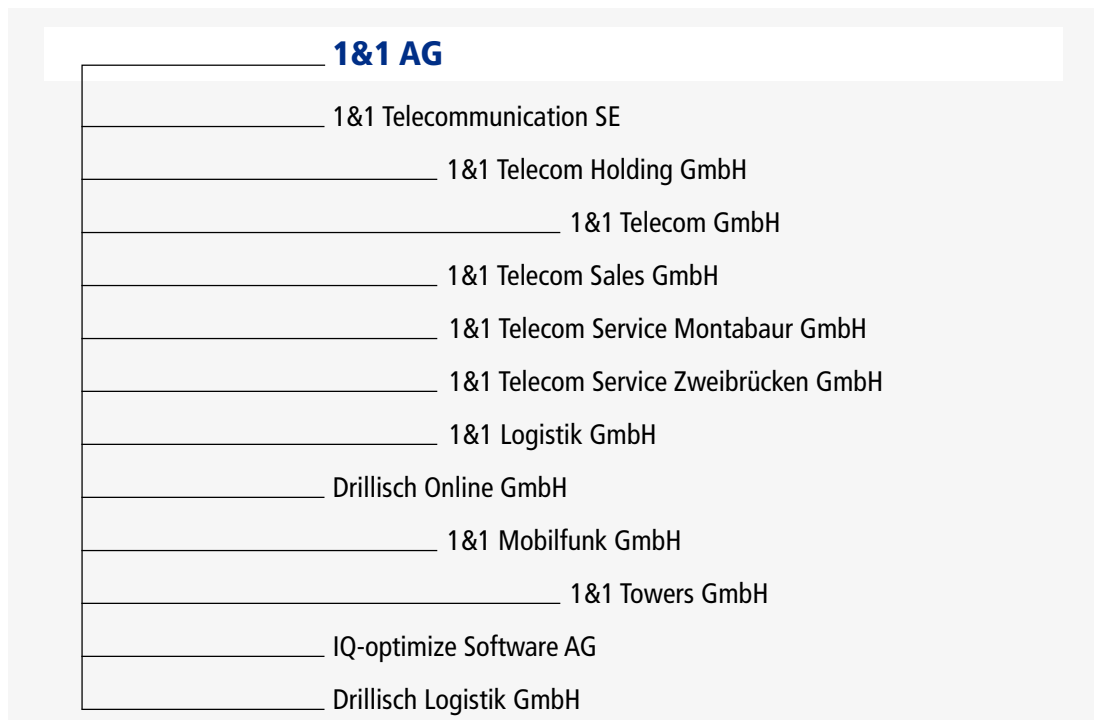 1&1 AG
1&1 Telecommunication SE
1&1 Telecom Holding GmbH
1&1 Telecom GmbH
1&1 Telecom Sales GmbH
1&1 Telecom Service Montabaur GmbH
1&1 Telecom Service Zweibrücken GmbH
1&1 Logistik GmbH
Drillisch Online GmbH
1&1 Mobilfunk GmbH
1&1 Towers GmbH
IQ-optimize Software AG
Drillisch Logistik GmbH